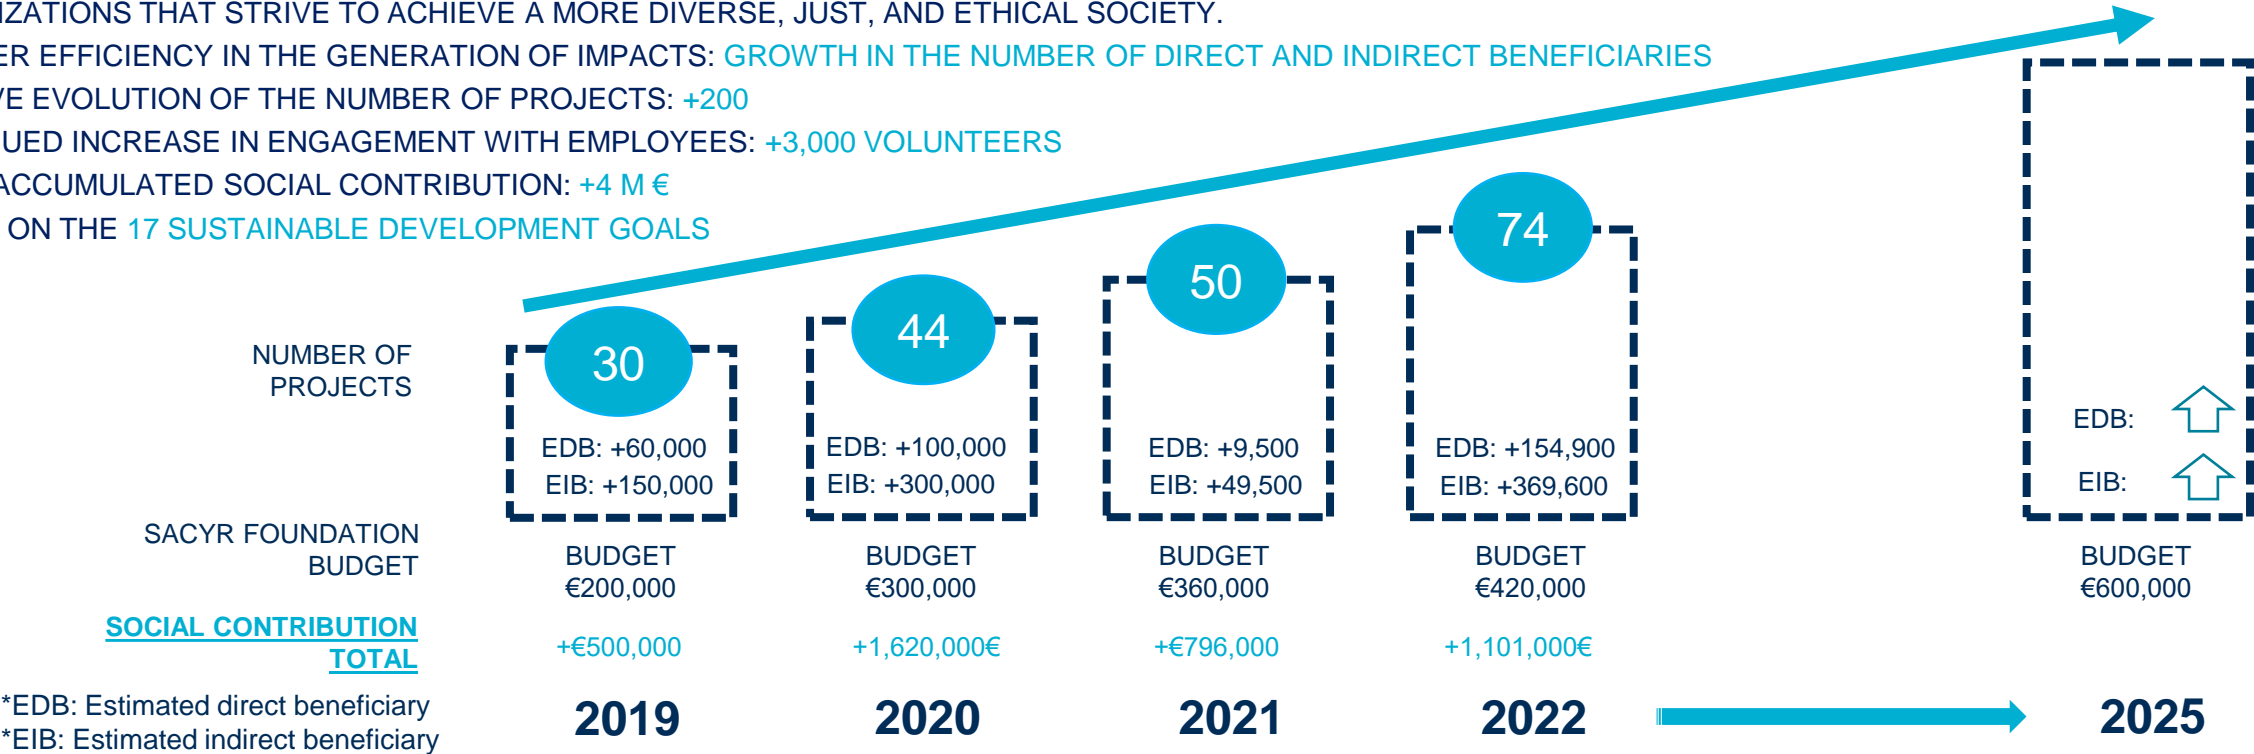 IZATIONS THAT STRIVE TO ACHIEVE A MORE DIVERSE, JUST, AND ETHICAL SOCIETY.
ER EFFICIENCY IN THE GENERATION OF IMPACTS: GROWTH IN THE NUMBER OF DIRECT AND INDIRECT BENEFICIARIES
VE EVOLUTION OF THE NUMBER OF PROJECTS: +200
UED INCREASE IN ENGAGEMENT WITH EMPLOYEES: +3,000 VOLUNTEERS
ACCUMULATED SOCIAL CONTRIBUTION: +4 M €
ON THE 17 SUSTAINABLE DEVELOPMENT GOALS
NUMBER OF
PROJECTS
30
44
50
74
EDB: +60,000
EIB: +150,000
EDB: +100,000
EIB: +300,000
EDB: +9,500
EIB: +49,500
EDB: +154,900
EIB: +369,600
EDB:
EIB:
SACYR FOUNDATION
BUDGET
BUDGET
€200,000
BUDGET
€300,000
BUDGET
€360,000
BUDGET
€420,000
BUDGET
€600,000
SOCIAL CONTRIBUTION
TOTAL
+€500,000
+1,620,000€
+€796,000
+1,101,000€
*EDB: Estimated direct beneficiary
*EIB: Estimated indirect beneficiary
2019
2020
2021
2022
2025